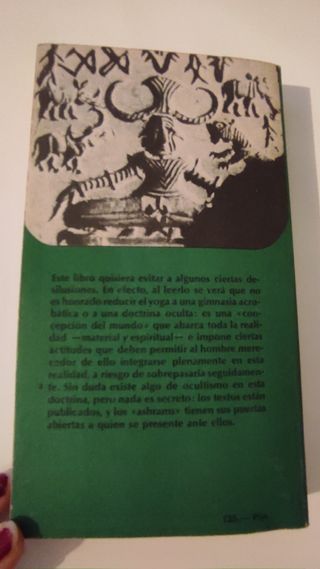 Este libro quisiera evitar a algunos ciertas de-
silusiones. En efecto, al leerlo se verá que no
es honrado reducir el yoga a una gimnasia acro-
bática o a una doctrina oculta: es una «con-
cepción del mundo» que abarca toda la reali-
dad —material y espiritual— e impone ciertas
actitudes que deben permitir al hombre mere-
cedor de ello integrarse plenamente en esta
realidad, a riesgo de sobrepasarla seguidamen-
te. Sin duda existe algo de ocultismo en esta
doctrina, pero nada es secreto: los textos están
publicados, y los «ashrams» tienen sus puertas
abiertas a quien se presente ante ellos.